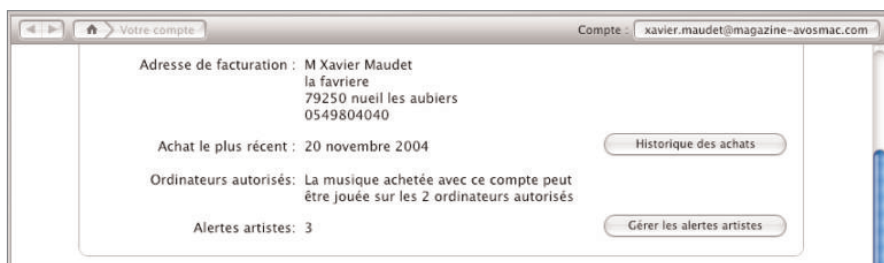 Votre compte
Compte : xavier.maudet@magazine-avosmac.com
Adresse de facturation : M Xavier Maudet
la favriere
79250 nueil les aubiers
0549804040
Achat le plus récent : 20 novembre 2004
Historique des achats
Ordinateurs autorisés: La musique achetée avec ce compte peut
être jouée sur les 2 ordinateurs autorisés
Alertes artistes: 3
Gérer les alertes artistes